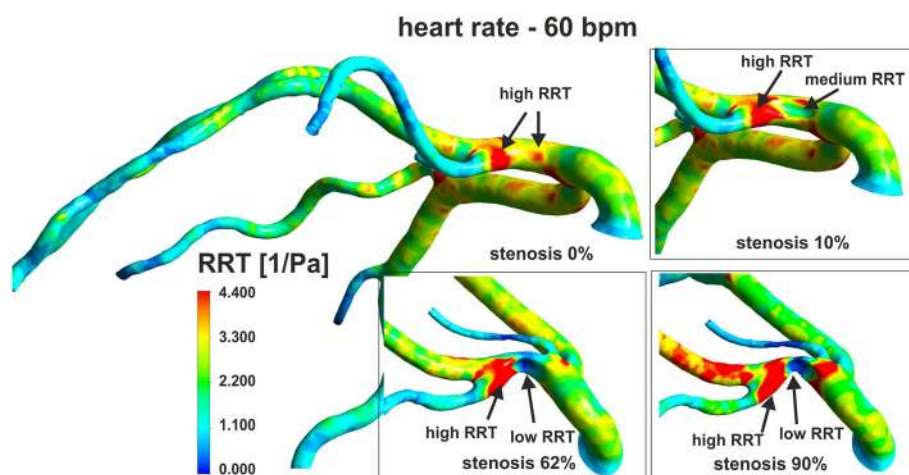 heart rate - 60 bpm
high RRT
high RRT
medium RRT
stenosis 0%
stenosis 10%
RRT [1/Pa]
4.400
3.300
2.200
1.100
0.000
high RRT
low RRT
stenosis 62%
high RRT
low RRT
stenosis 90%